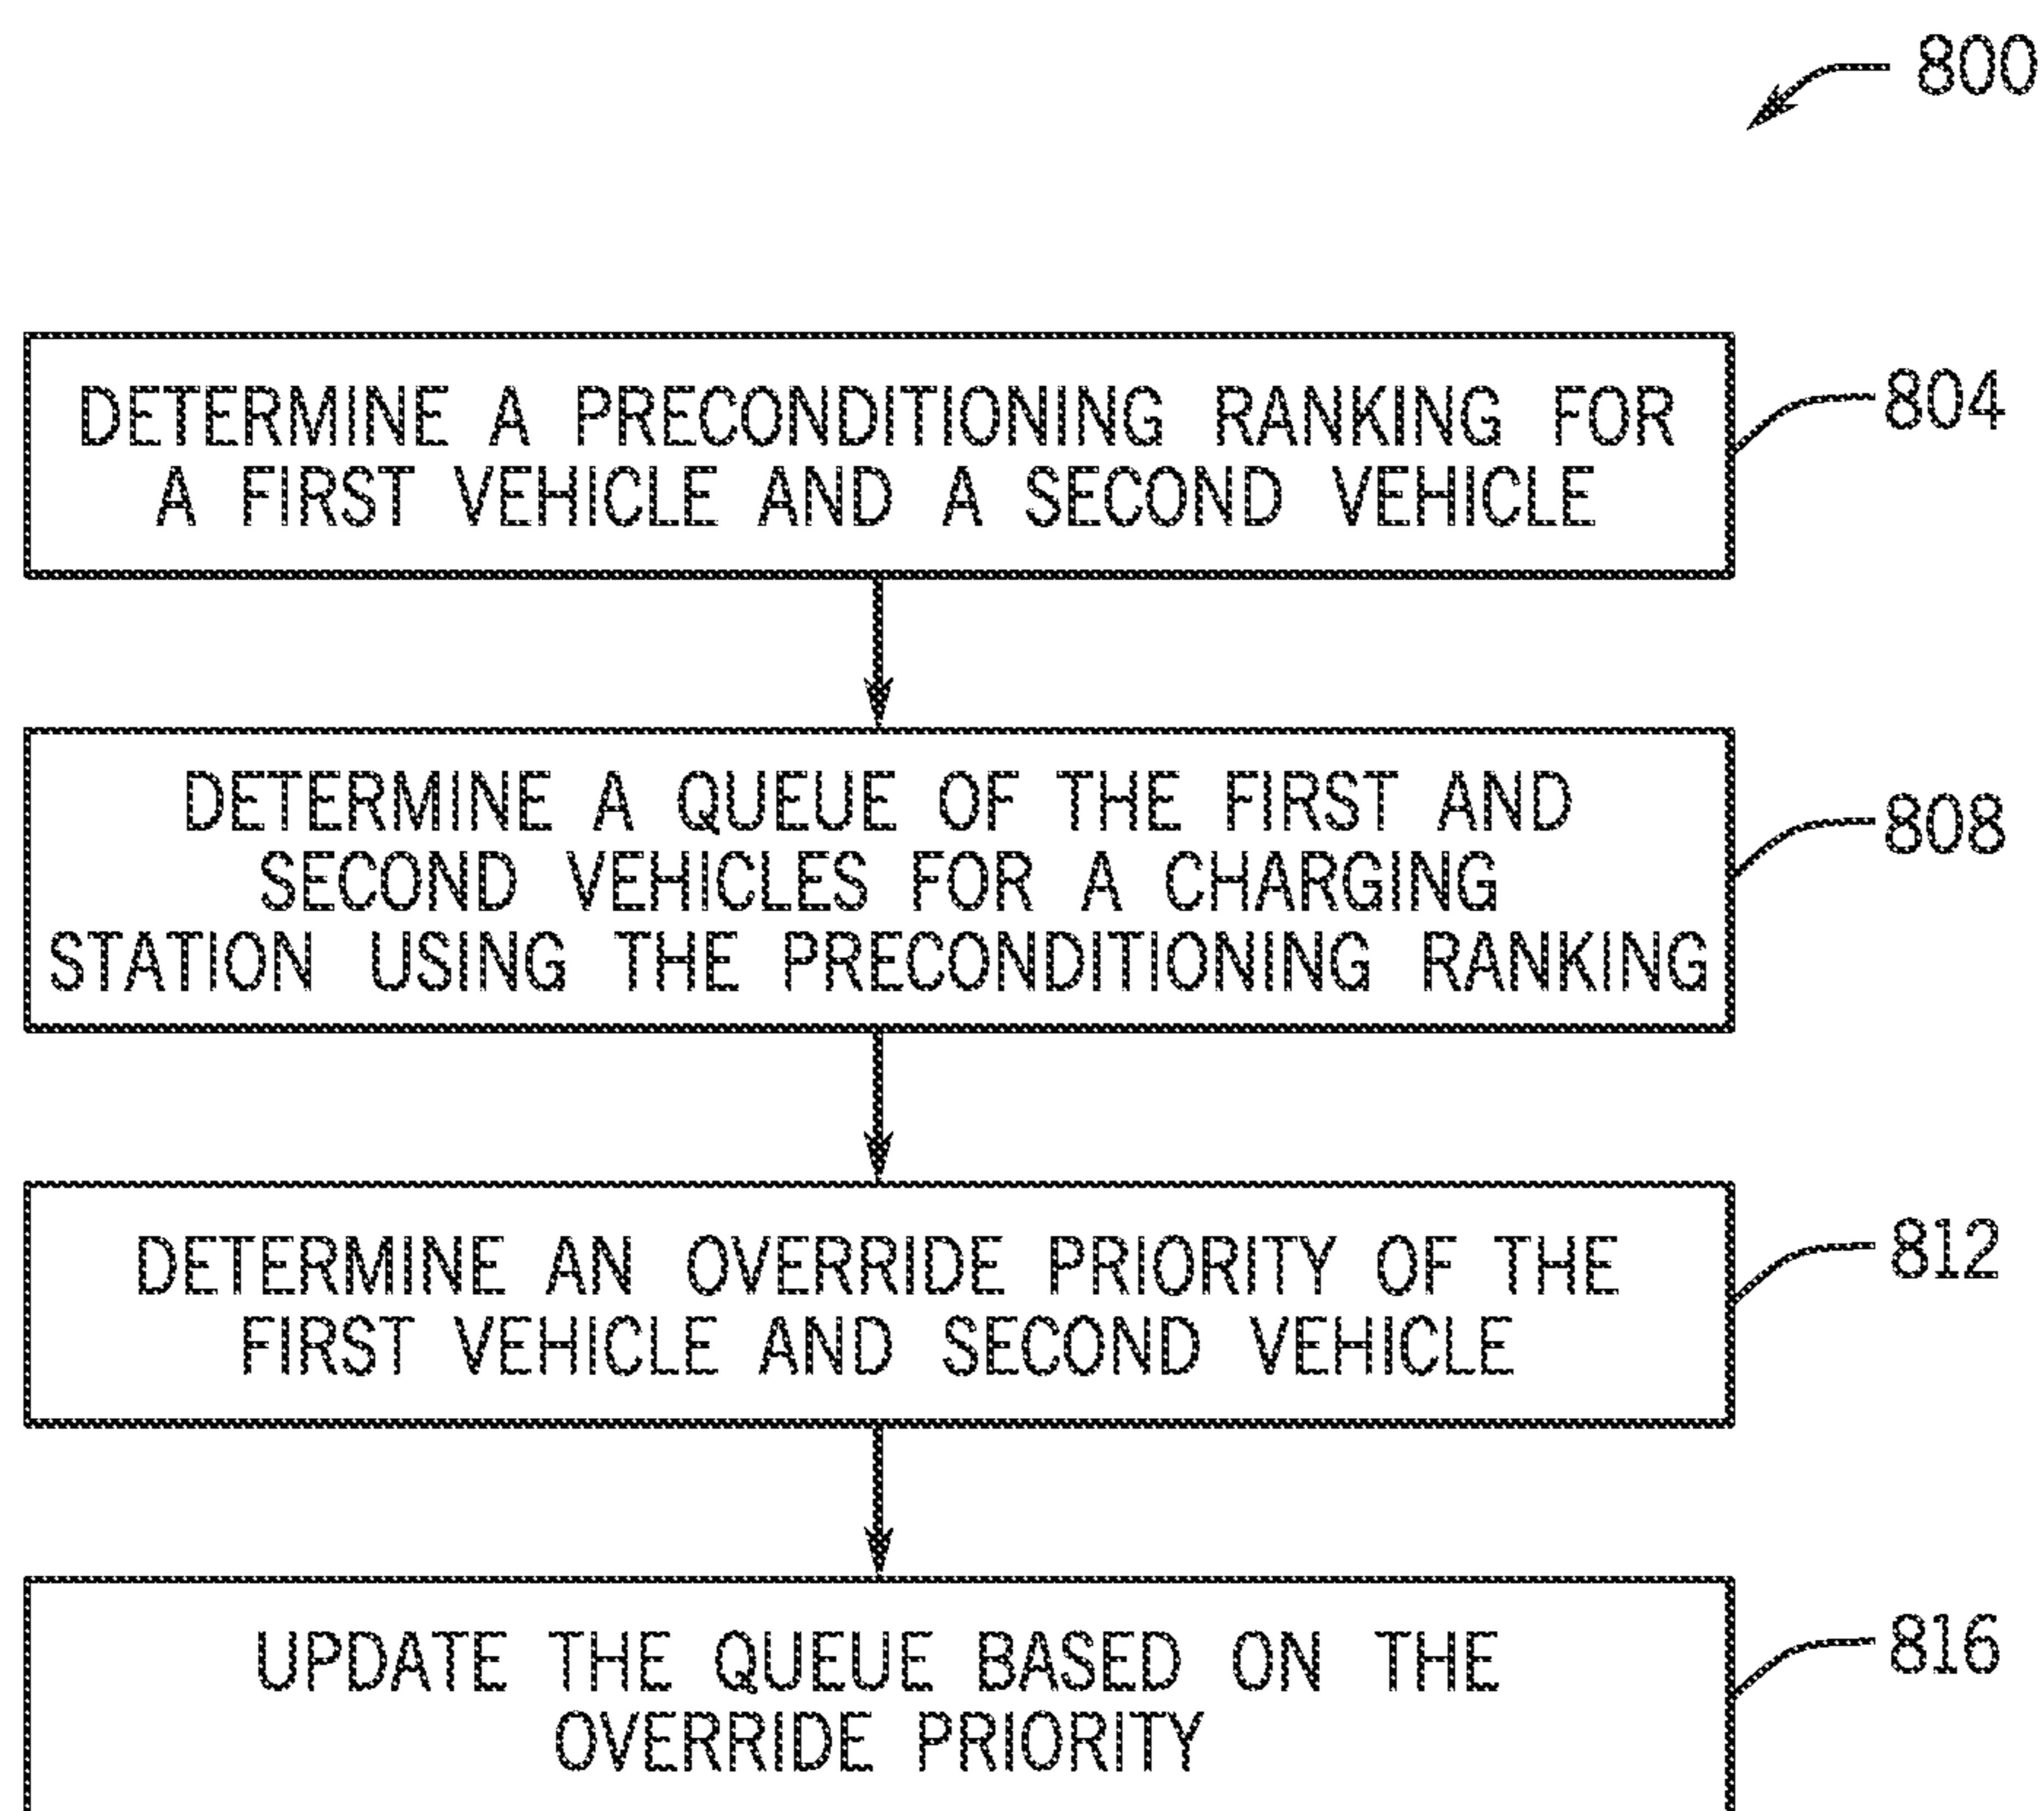 800
DETERMINE A PRECONDITIONING RANKING FOR
A FIRST VEHICLE AND A SECOND VEHICLE
804
DETERMINE A QUEUE OF THE FIRST AND
SECOND VEHICLES FOR A CHARGING
STATION USING THE PRECONDITIONING RANKING
808
DETERMINE AN OVERRIDE PRIORITY OF THE
FIRST VEHICLE AND SECOND VEHICLE
812
UPDATE THE QUEUE BASED ON THE
OVERRIDE PRIORITY
816